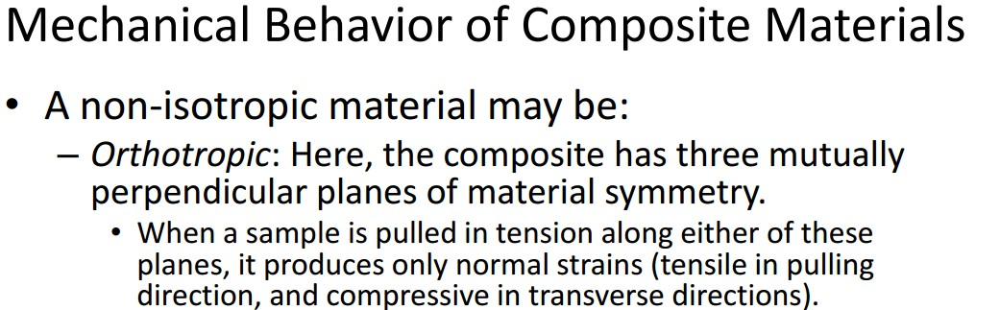 Mechanical Behavior of Composite Materials
• A non-isotropic material may be:
– Orthotropic: Here, the composite has three mutually
perpendicular planes of material symmetry.
• When a sample is pulled in tension along either of these
planes, it produces only normal strains (tensile in pulling
direction, and compressive in transverse directions).